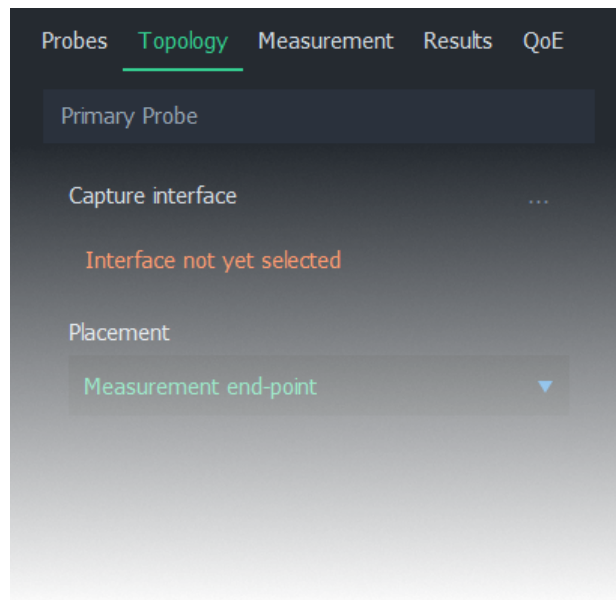 Probes Topology Measurement Results QoE
Primary Probe
Capture interface ...
Interface not yet selected
Placement
Measurement end-point